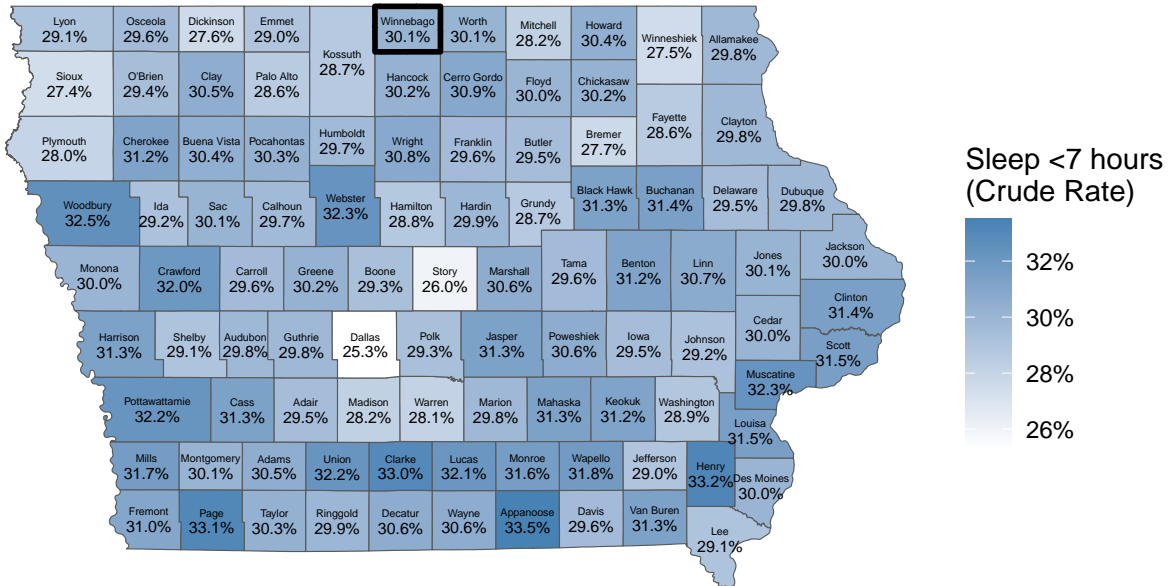 Lyon
29.1%
Osceola
29.6%
Dickinson
27.6%
Emmet
29.0%
Kossuth
28.7%
Winnebago
30.1%
Worth
30.1%
Mitchell
28.2%
Howard
30.4%
Winneshiek
27.5%
Allamakee
29.8%
Sioux
27.4%
O'Brien
29.4%
Clay
30.5%
Palo Alto
28.6%
Hancock
30.2%
Cerro Gordo
30.9%
Floyd
30.0%
Chickasaw
30.2%
Fayette
28.6%
Clayton
29.8%
Plymouth
28.0%
Cherokee
31.2%
Buena Vista
30.4%
Pocahontas
30.3%
Humboldt
29.7%
Wright
30.8%
Franklin
29.6%
Butler
29.5%
Bremer
27.7%
Woodbury
32.5%
Ida
29.2%
Sac
30.1%
Calhoun
29.7%
Webster
32.3%
Hamilton
28.8%
Hardin
29.9%
Grundy
28.7%
Black Hawk
31.3%
Buchanan
31.4%
Delaware
29.5%
Dubuque
29.8%
Monona
30.0%
Crawford
32.0%
Carroll
29.6%
Greene
30.2%
Boone
29.3%
Story
26.0%
Marshall
30.6%
Tama
29.6%
Benton
31.2%
Linn
30.7%
Jones
30.1%
Jackson
30.0%
Clinton
31.4%
Harrison
31.3%
Shelby
29.1%
Audubon
29.8%
Guthrie
29.8%
Dallas
25.3%
Polk
29.3%
Jasper
31.3%
Poweshiek
30.6%
Iowa
29.5%
Johnson
29.2%
Cedar
30.0%
Scott
31.5%
Muscatine
32.3%
Pottawattamie
32.2%
Cass
31.3%
Adair
29.5%
Madison
28.2%
Warren
28.1%
Marion
29.8%
Mahaska
31.3%
Keokuk
31.2%
Washington
28.9%
Louisa
31.5%
Mills
31.7%
Montgomery
30.1%
Adams
30.5%
Union
32.2%
Clarke
33.0%
Lucas
32.1%
Monroe
31.6%
Wapello
31.8%
Jefferson
29.0%
Henry
33.2%
Des Moines
30.0%
Fremont
31.0%
Page
33.1%
Taylor
30.3%
Ringgold
29.9%
Decatur
30.6%
Wayne
30.6%
Appanoose
33.5%
Davis
29.6%
Van Buren
31.3%
Lee
29.1%
Sleep <7 hours
(Crude Rate)
32%
30%
28%
26%